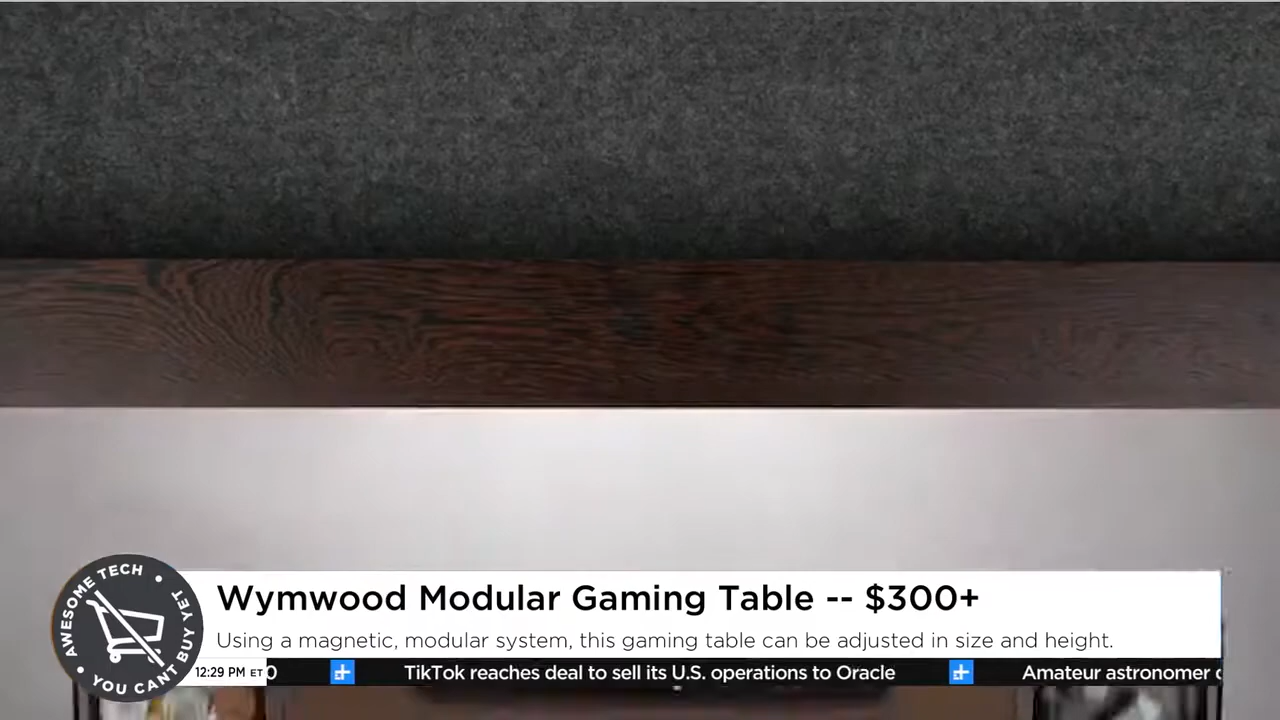 Wymwood Modular Gaming Table -- $300+
Using a magnetic, modular system, this gaming table can be adjusted in size and height.
AWESOME TECH • YOU CANT BUY YET •
12:29 PM ET
TikTok reaches deal to sell its U.S. operations to Oracle
Amateur astronomer